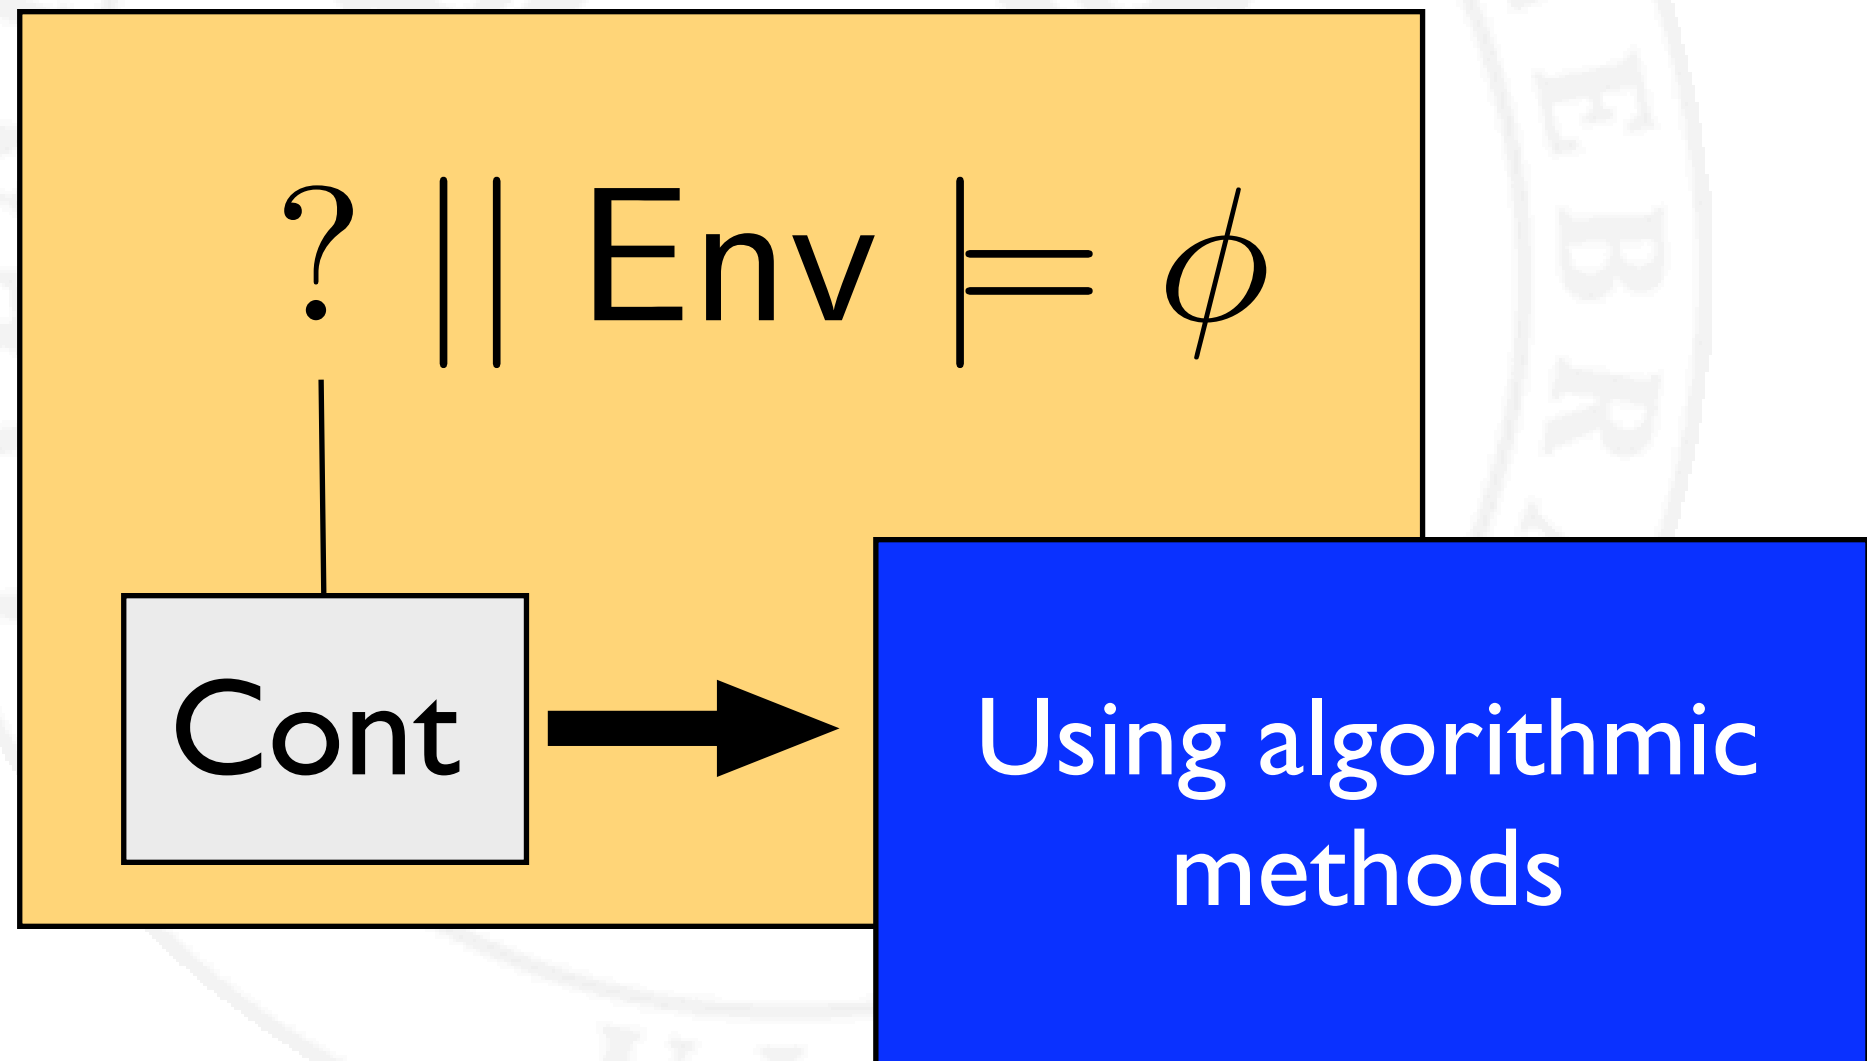 ? || Env ⊨ ϕ
Cont
Using algorithmic
methods
E B R